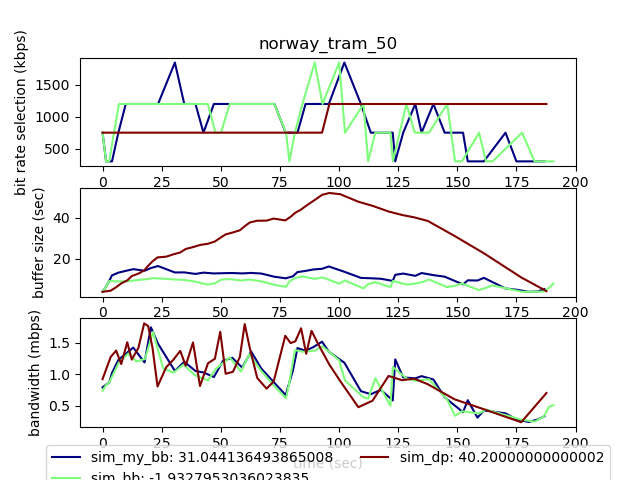 norway_tram_50
bit rate selection (kbps)
1500
1000
500
0 25 50 75 100 125 150 175 200
buffer size (sec)
40
20
0 25 50 75 100 125 150 175 200
bandwidth (mbps)
1.5
1.0
0.5
0 25 50 75 100 125 150 175 200
time (sec)
sim_my_bb: 31.044136493865008
sim_dp: 40.20000000000002
sim_bb: -1.9327953036023835